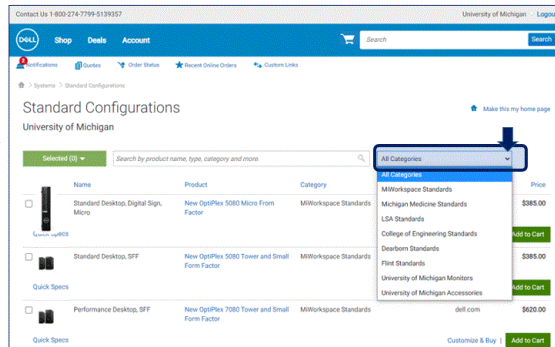 Contact Us 1-800-274-7799-5139357
University of Michigan Logou
DELL Shop Deals Account Search Search
Notifications Quotes Order Status Recent Online Orders Custom Links
Systems Standard Configurations
Standard Configurations
Make this my home page
University of Michigan
Selected (0) Search by product name, type, category and more All Categories
All Categories
Name Product Category Price
MiWorkspace Standards
Michigan Medicine Standards
LSA Standards
College of Engineering Standards
Dearborn Standards
Flint Standards
University of Michigan Monitors
University of Michigan Accessories
Standard Desktop, Digital Sign, Micro
New OptiPlex 5080 Micro From Factor
MiWorkspace Standards
$385.00
Quick Specs
Add to Cart
Standard Desktop, SFF
New OptiPlex 5080 Tower and Small Form Factor
MiWorkspace Standards
$385.00
Quick Specs
Add to Cart
Performance Desktop, SFF
New OptiPlex 7080 Tower and Small Form Factor
MiWorkspace Standards
dell.com
$620.00
Quick Specs
Customize & Buy | Add to Cart